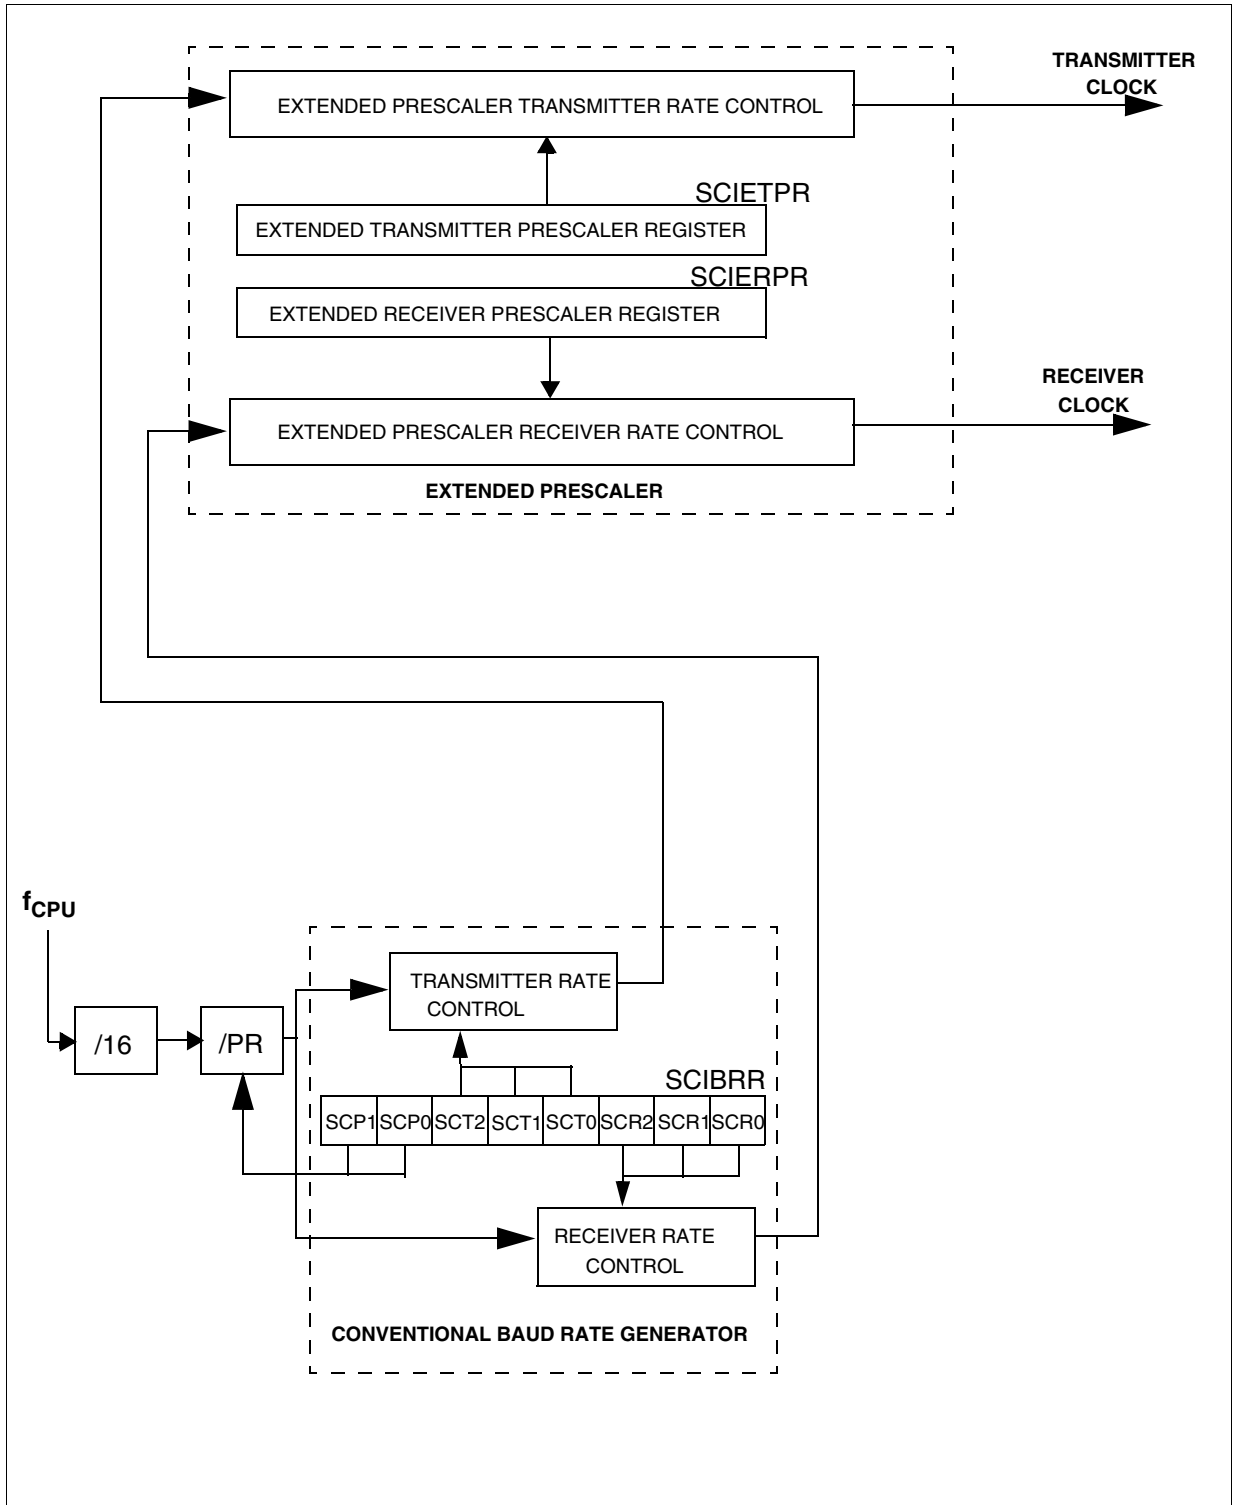 TRANSMITTER
CLOCK
EXTENDED PRESCALER TRANSMITTER RATE CONTROL
SCIETPR
EXTENDED TRANSMITTER PRESCALER REGISTER
SCIERPR
EXTENDED RECEIVER PRESCALER REGISTER
RECEIVER
CLOCK
EXTENDED PRESCALER RECEIVER RATE CONTROL
EXTENDED PRESCALER
fCPU
TRANSMITTER RATE
CONTROL
/16
/PR
SCIBRR
SCP1 SCP0 SCT2 SCT1 SCT0 SCR2 SCR1 SCR0
RECEIVER RATE
CONTROL
CONVENTIONAL BAUD RATE GENERATOR